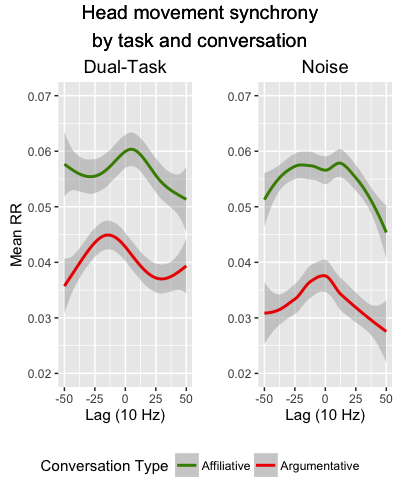 Head movement synchrony
by task and conversation
Dual-Task
Noise
Mean RR
0.07
0.06
0.05
0.04
0.03
0.02
-50 -25 0 25 50
Lag (10 Hz)
0.07
0.06
0.05
0.04
0.03
0.02
-50 -25 0 25 50
Lag (10 Hz)
Conversation Type Affiliative Argumentative